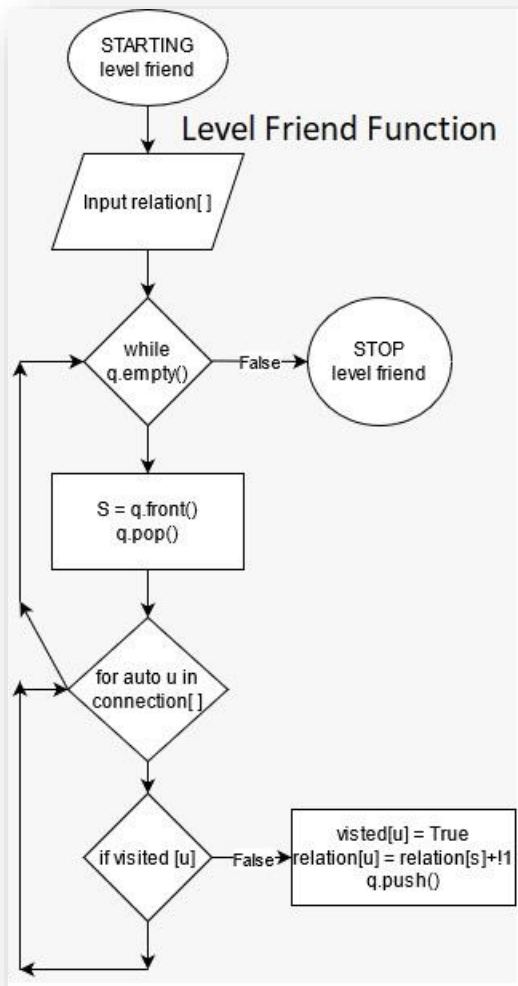 STARTING
level friend
Level Friend Function
Input relation[ ]
while
q.empty()
False
STOP
level friend
S = q.front()
q.pop()
for auto u in
connection[ ]
if visited [u]
False
visted[u] = True
relation[u] = relation[s]+!1
q.push()